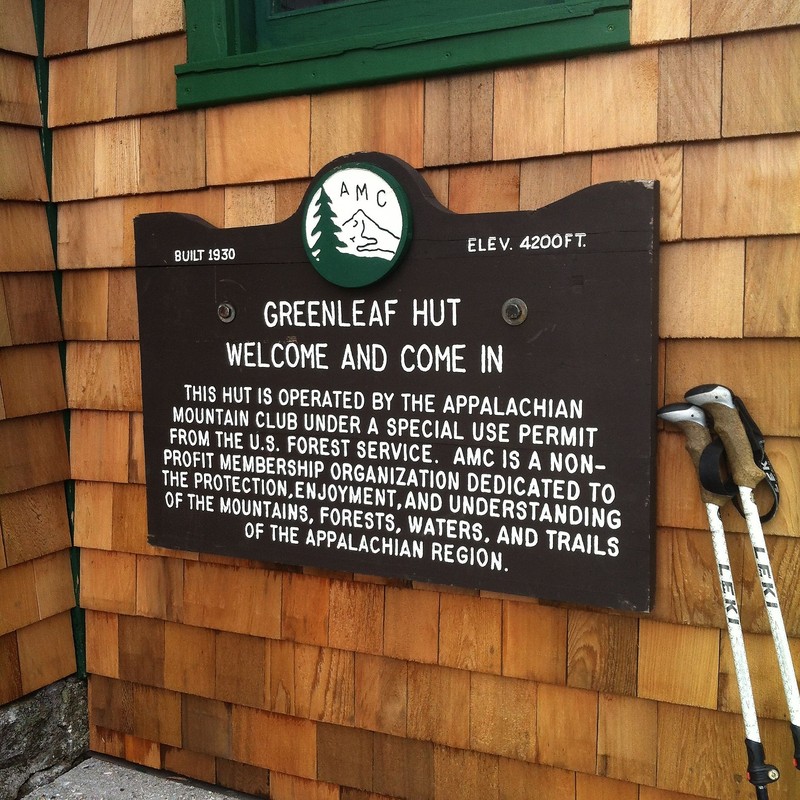 AMC
BUILT 1930
ELEV. 4200FT.
GREENLEAF HUT
WELCOME AND COME IN
THIS HUT IS OPERATED BY THE APPALACHIAN
MOUNTAIN CLUB UNDER A SPECIAL USE PERMIT
FROM THE U.S. FOREST SERVICE. AMC IS A NON-
PROFIT MEMBERSHIP ORGANIZATION DEDICATED TO
THE PROTECTION, ENJOYMENT, AND UNDERSTANDING
OF THE MOUNTAINS, FORESTS, WATERS, AND TRAILS
OF THE APPALACHIAN REGION.
LEKI
LEKI